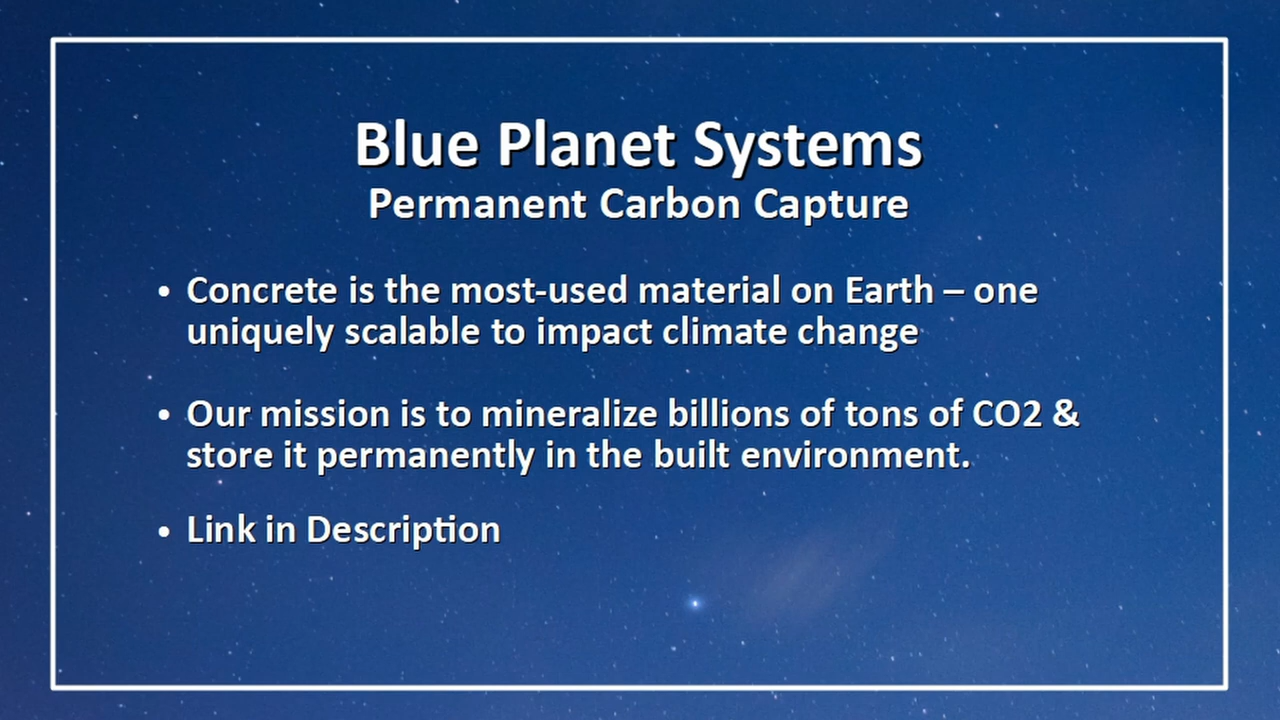 Blue Planet Systems
Permanent Carbon Capture
• Concrete is the most-used material on Earth – one
uniquely scalable to impact climate change
• Our mission is to mineralize billions of tons of CO2 &
store it permanently in the built environment.
• Link in Description